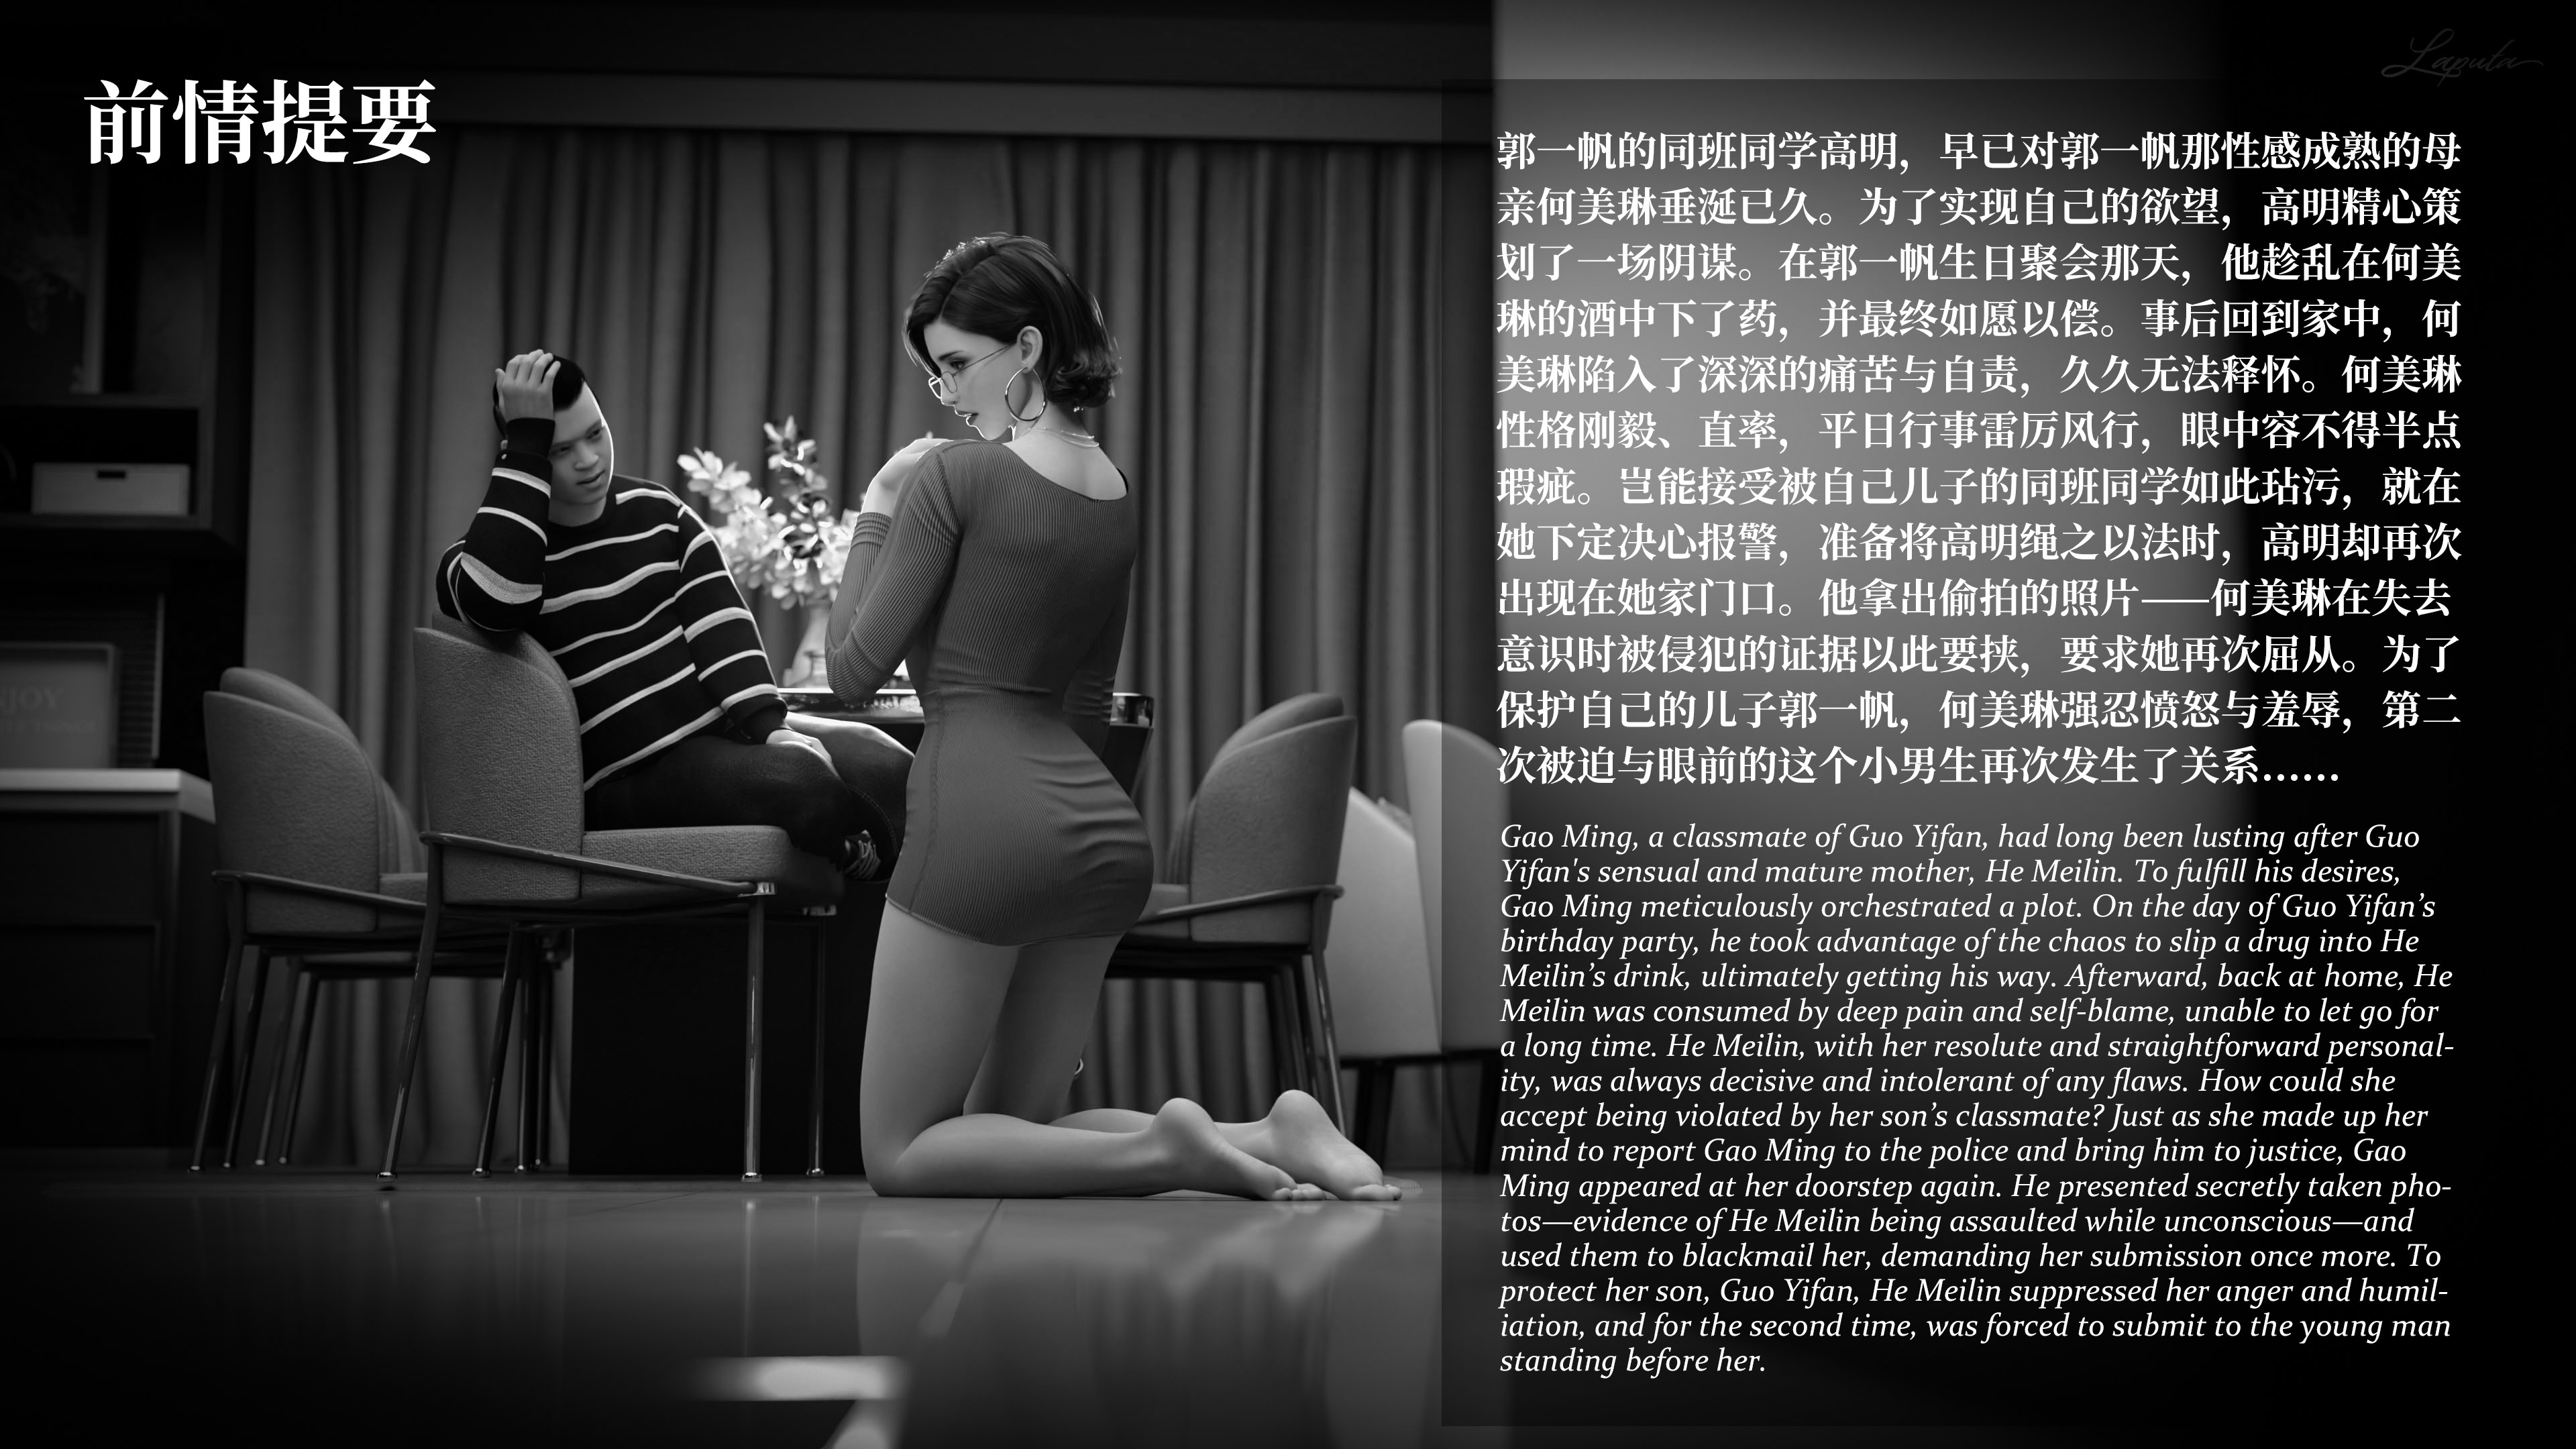 前情提要
Laputa
郭一帆的同班同学高明，早已对郭一帆那性感成熟的母
亲何美琳垂涎已久。为了实现自己的欲望，高明精心策
划了一场阴谋。在郭一帆生日聚会那天，他趁乱在何美
琳的酒中下了药，并最终如愿以偿。事后回到家中，何
美琳陷入了深深的痛苦与自责，久久无法释怀。何美琳
性格刚毅、直率，平日行事雷厉风行，眼中容不得半点
瑕疵。岂能接受被自己儿子的同班同学如此玷污，就在
她下定决心报警，准备将高明绳之以法时，高明却再次
出现在她家门口。他拿出偷拍的照片——何美琳在失去
意识时被侵犯的证据以此要挟，要求她再次屈从。为了
保护自己的儿子郭一帆，何美琳强忍愤怒与羞辱，第二
次被迫与眼前的这个小男生再次发生了关系……
Gao Ming, a classmate of Guo Yifan, had long been lusting after Guo
Yifan's sensual and mature mother, He Meilin. To fulfill his desires,
Gao Ming meticulously orchestrated a plot. On the day of Guo Yifan’s
birthday party, he took advantage of the chaos to slip a drug into He
Meilin’s drink, ultimately getting his way. Afterward, back at home, He
Meilin was consumed by deep pain and self-blame, unable to let go for
a long time. He Meilin, with her resolute and straightforward personal-
ity, was always decisive and intolerant of any flaws. How could she
accept being violated by her son’s classmate? Just as she made up her
mind to report Gao Ming to the police and bring him to justice, Gao
Ming appeared at her doorstep again. He presented secretly taken pho-
tos—evidence of He Meilin being assaulted while unconscious—and
used them to blackmail her, demanding her submission once more. To
protect her son, Guo Yifan, He Meilin suppressed her anger and humil-
iation, and for the second time, was forced to submit to the young man
standing before her.